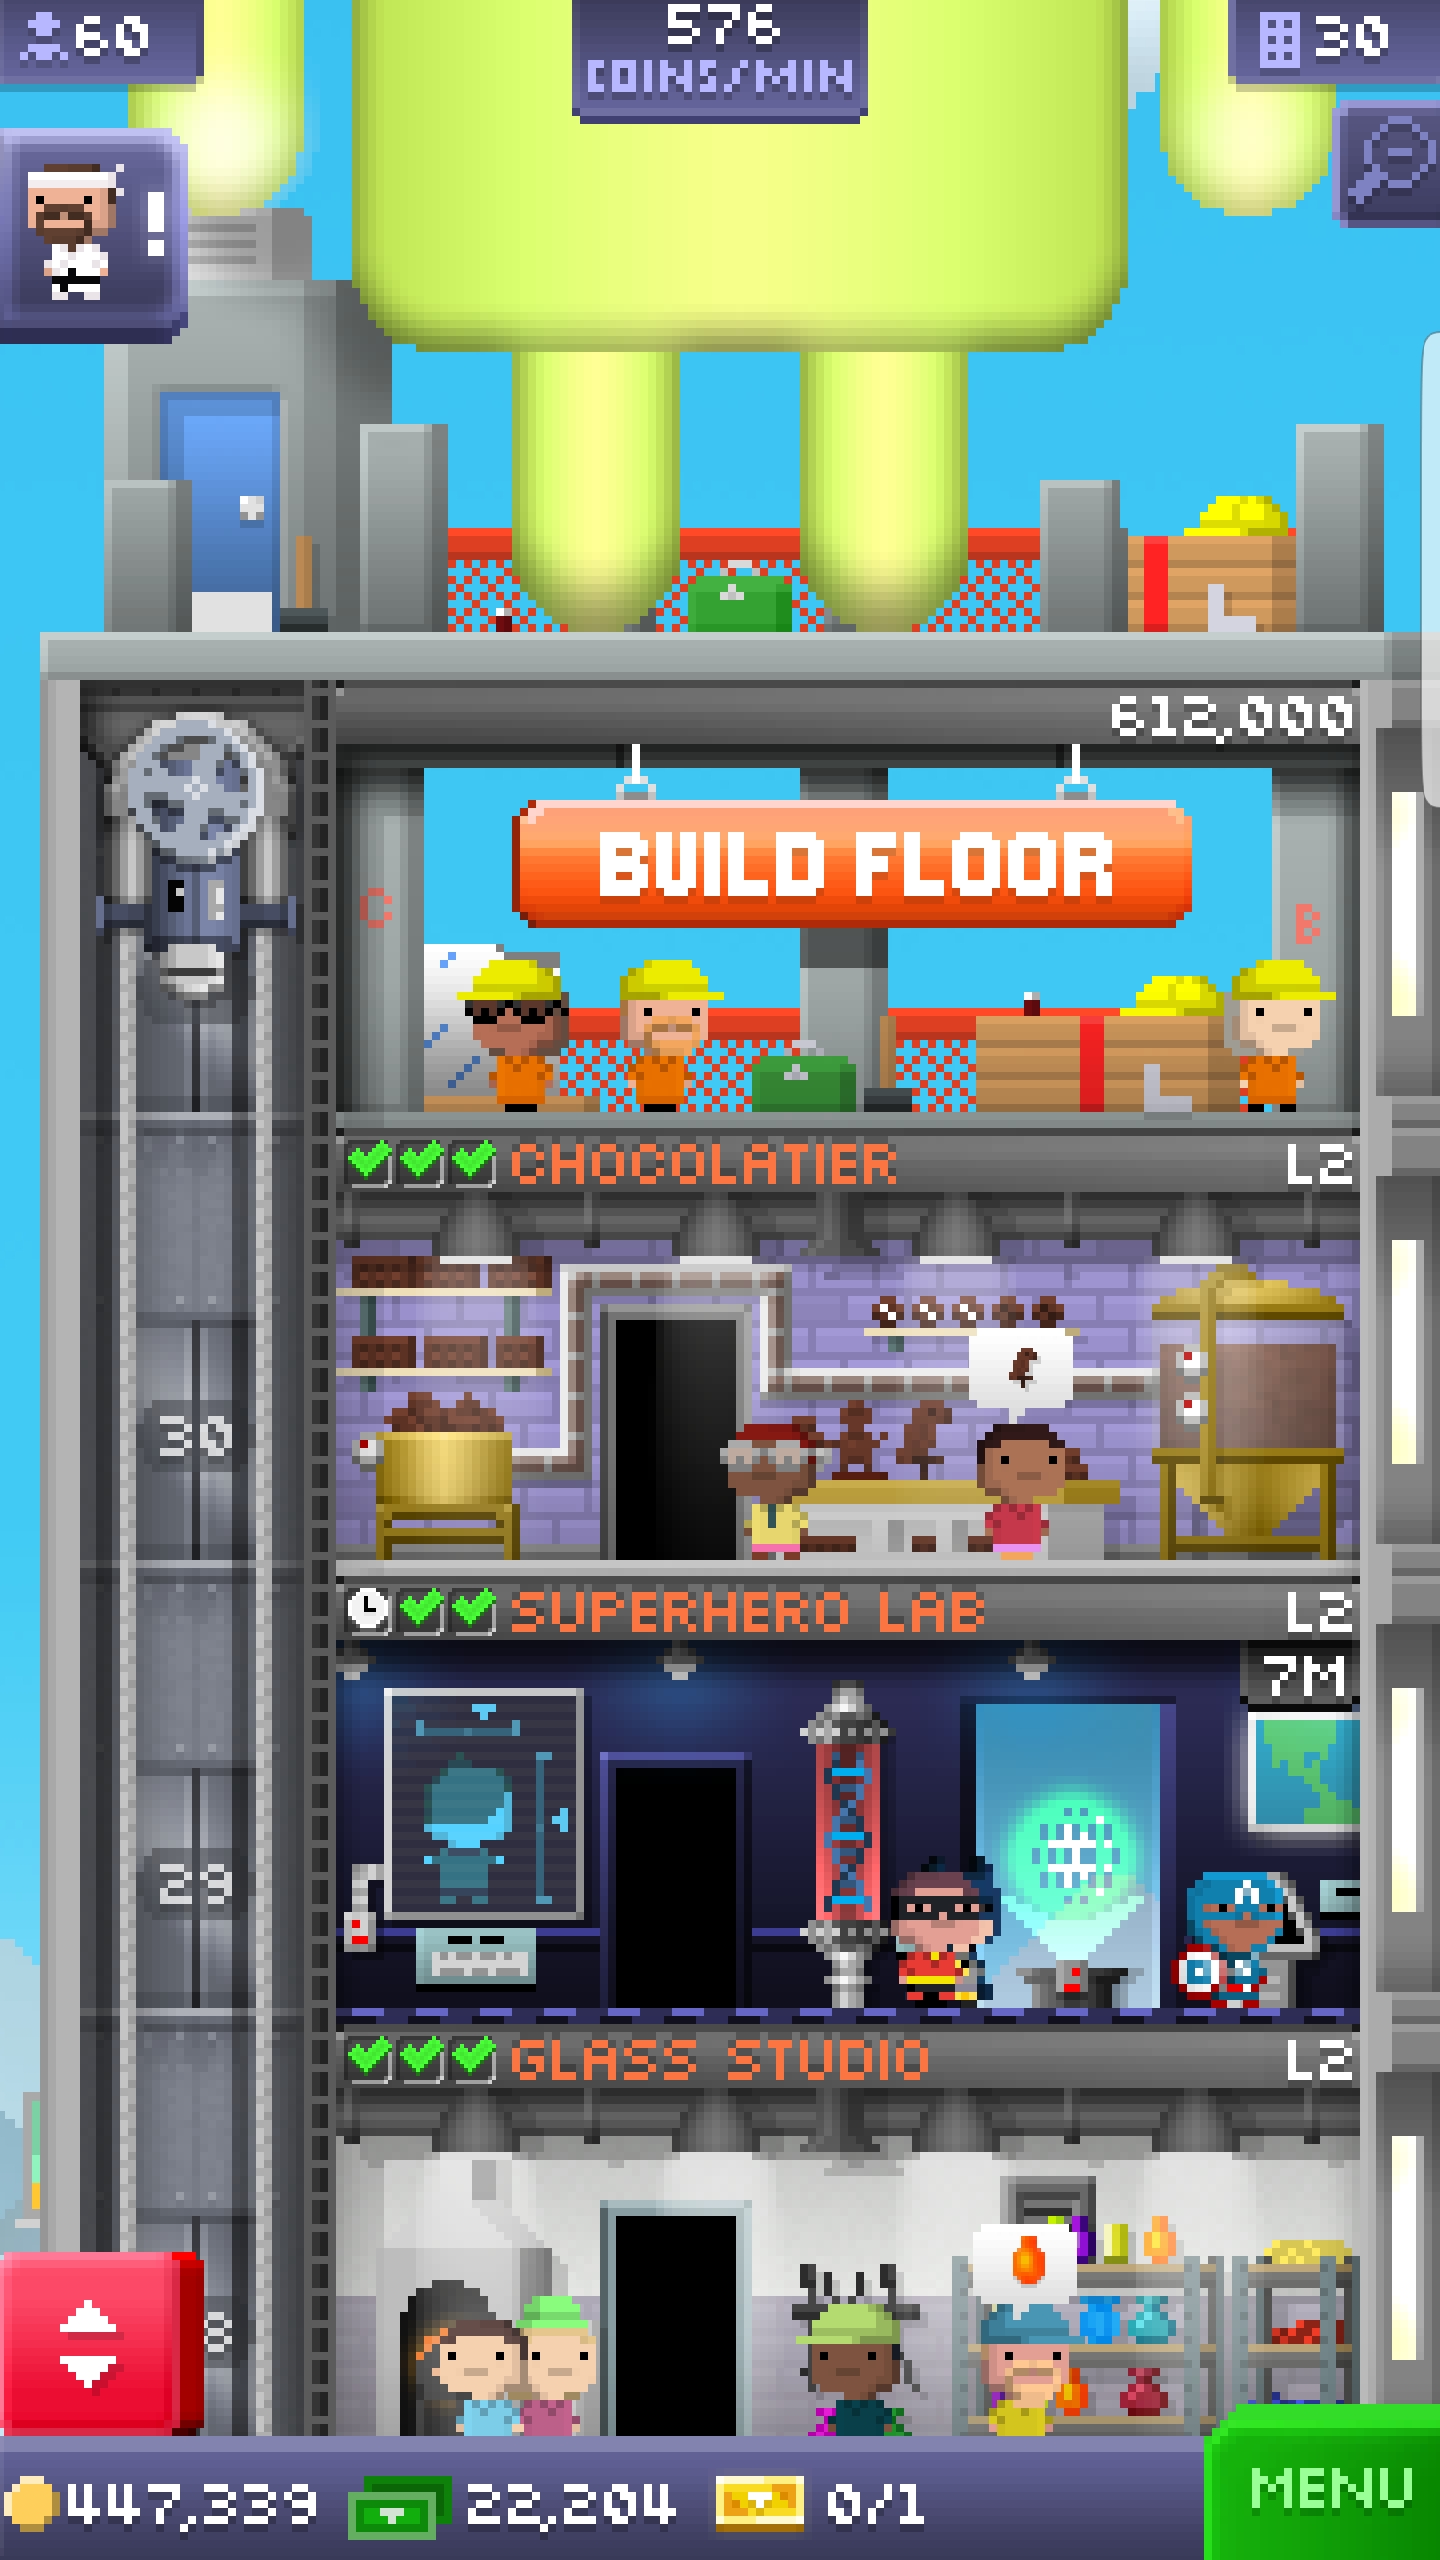 60
576
COINS/MIN
30
!
612,000
BUILD FLOOR
C
B
CHOCOLATIER L2
30
SUPERHERO LAB L2
7M
29
A
GLASS STUDIO L2
8
447,339 22,204 0/1
MENU